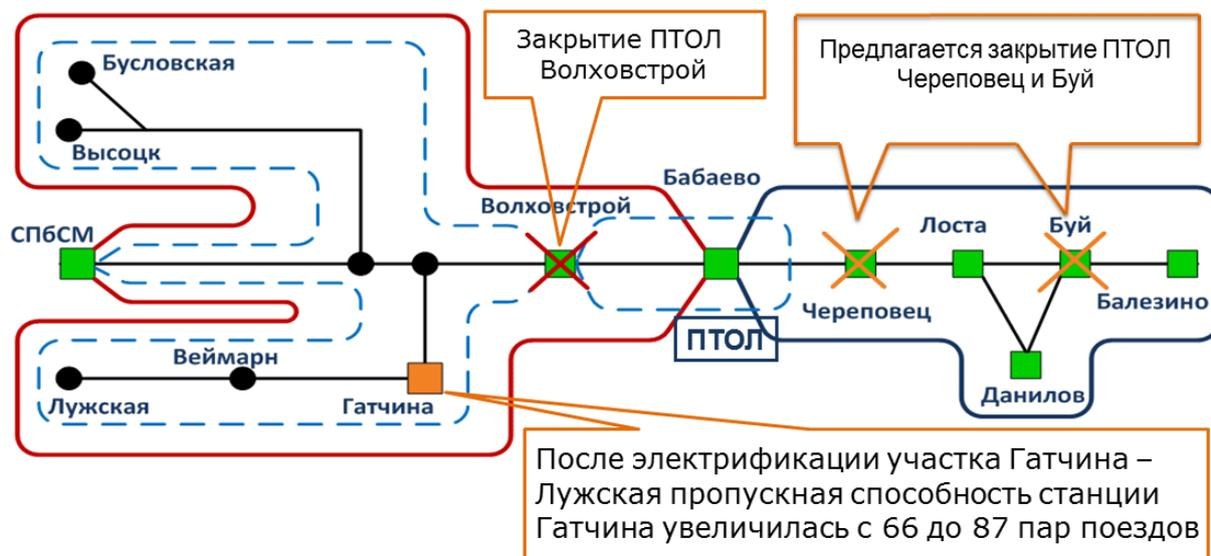 Закрытие ПТОЛ
Волховстрой
Предлагается закрытие ПТОЛ
Череповец и Буй
Бусловская
Высоцк
Бабаево
Волховстрой
СПбСМ
Лоста
Буй
Череповец
Балезино
ПТОЛ
Веймарн
Лужская
Гатчина
Данилов
После электрификации участка Гатчина –
Лужская пропускная способность станции
Гатчина увеличилась с 66 до 87 пар поездов